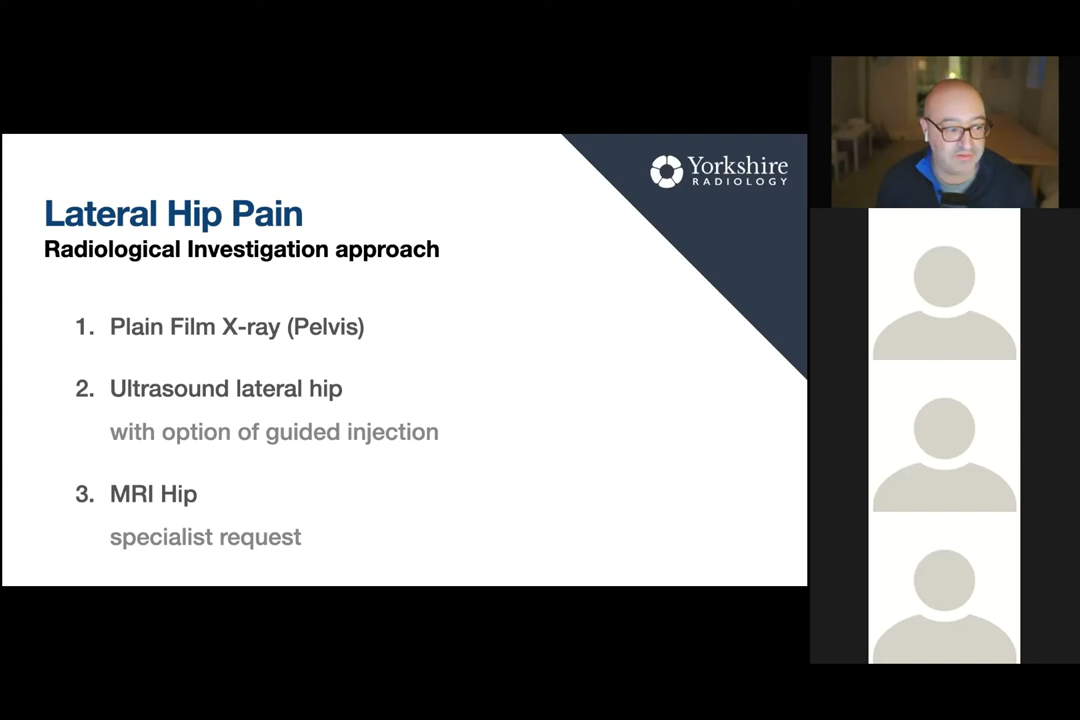 Yorkshire
RADIOLOGY
Lateral Hip Pain
Radiological Investigation approach
1. Plain Film X-ray (Pelvis)
2. Ultrasound lateral hip
with option of guided injection
3. MRI Hip
specialist request